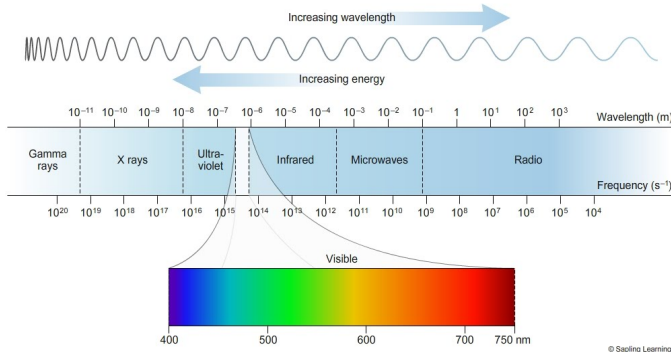 Increasing wavelength
Increasing energy
10⁻¹¹ 10⁻¹⁰ 10⁻⁹ 10⁻⁸ 10⁻⁷ 10⁻⁶ 10⁻⁵ 10⁻⁴ 10⁻³ 10⁻² 10⁻¹ 1 10¹ 10² 10³ Wavelength (m)
Gamma rays
X rays
Ultra-
violet
Infrared
Microwaves
Radio
Frequency (s⁻¹)
10²⁰ 10¹⁹ 10¹⁸ 10¹⁷ 10¹⁶ 10¹⁵ 10¹⁴ 10¹³ 10¹² 10¹¹ 10¹⁰ 10⁹ 10⁸ 10⁷ 10⁶ 10⁵ 10⁴
Visible
400 500 600 700 750 nm
© Sapling Learning